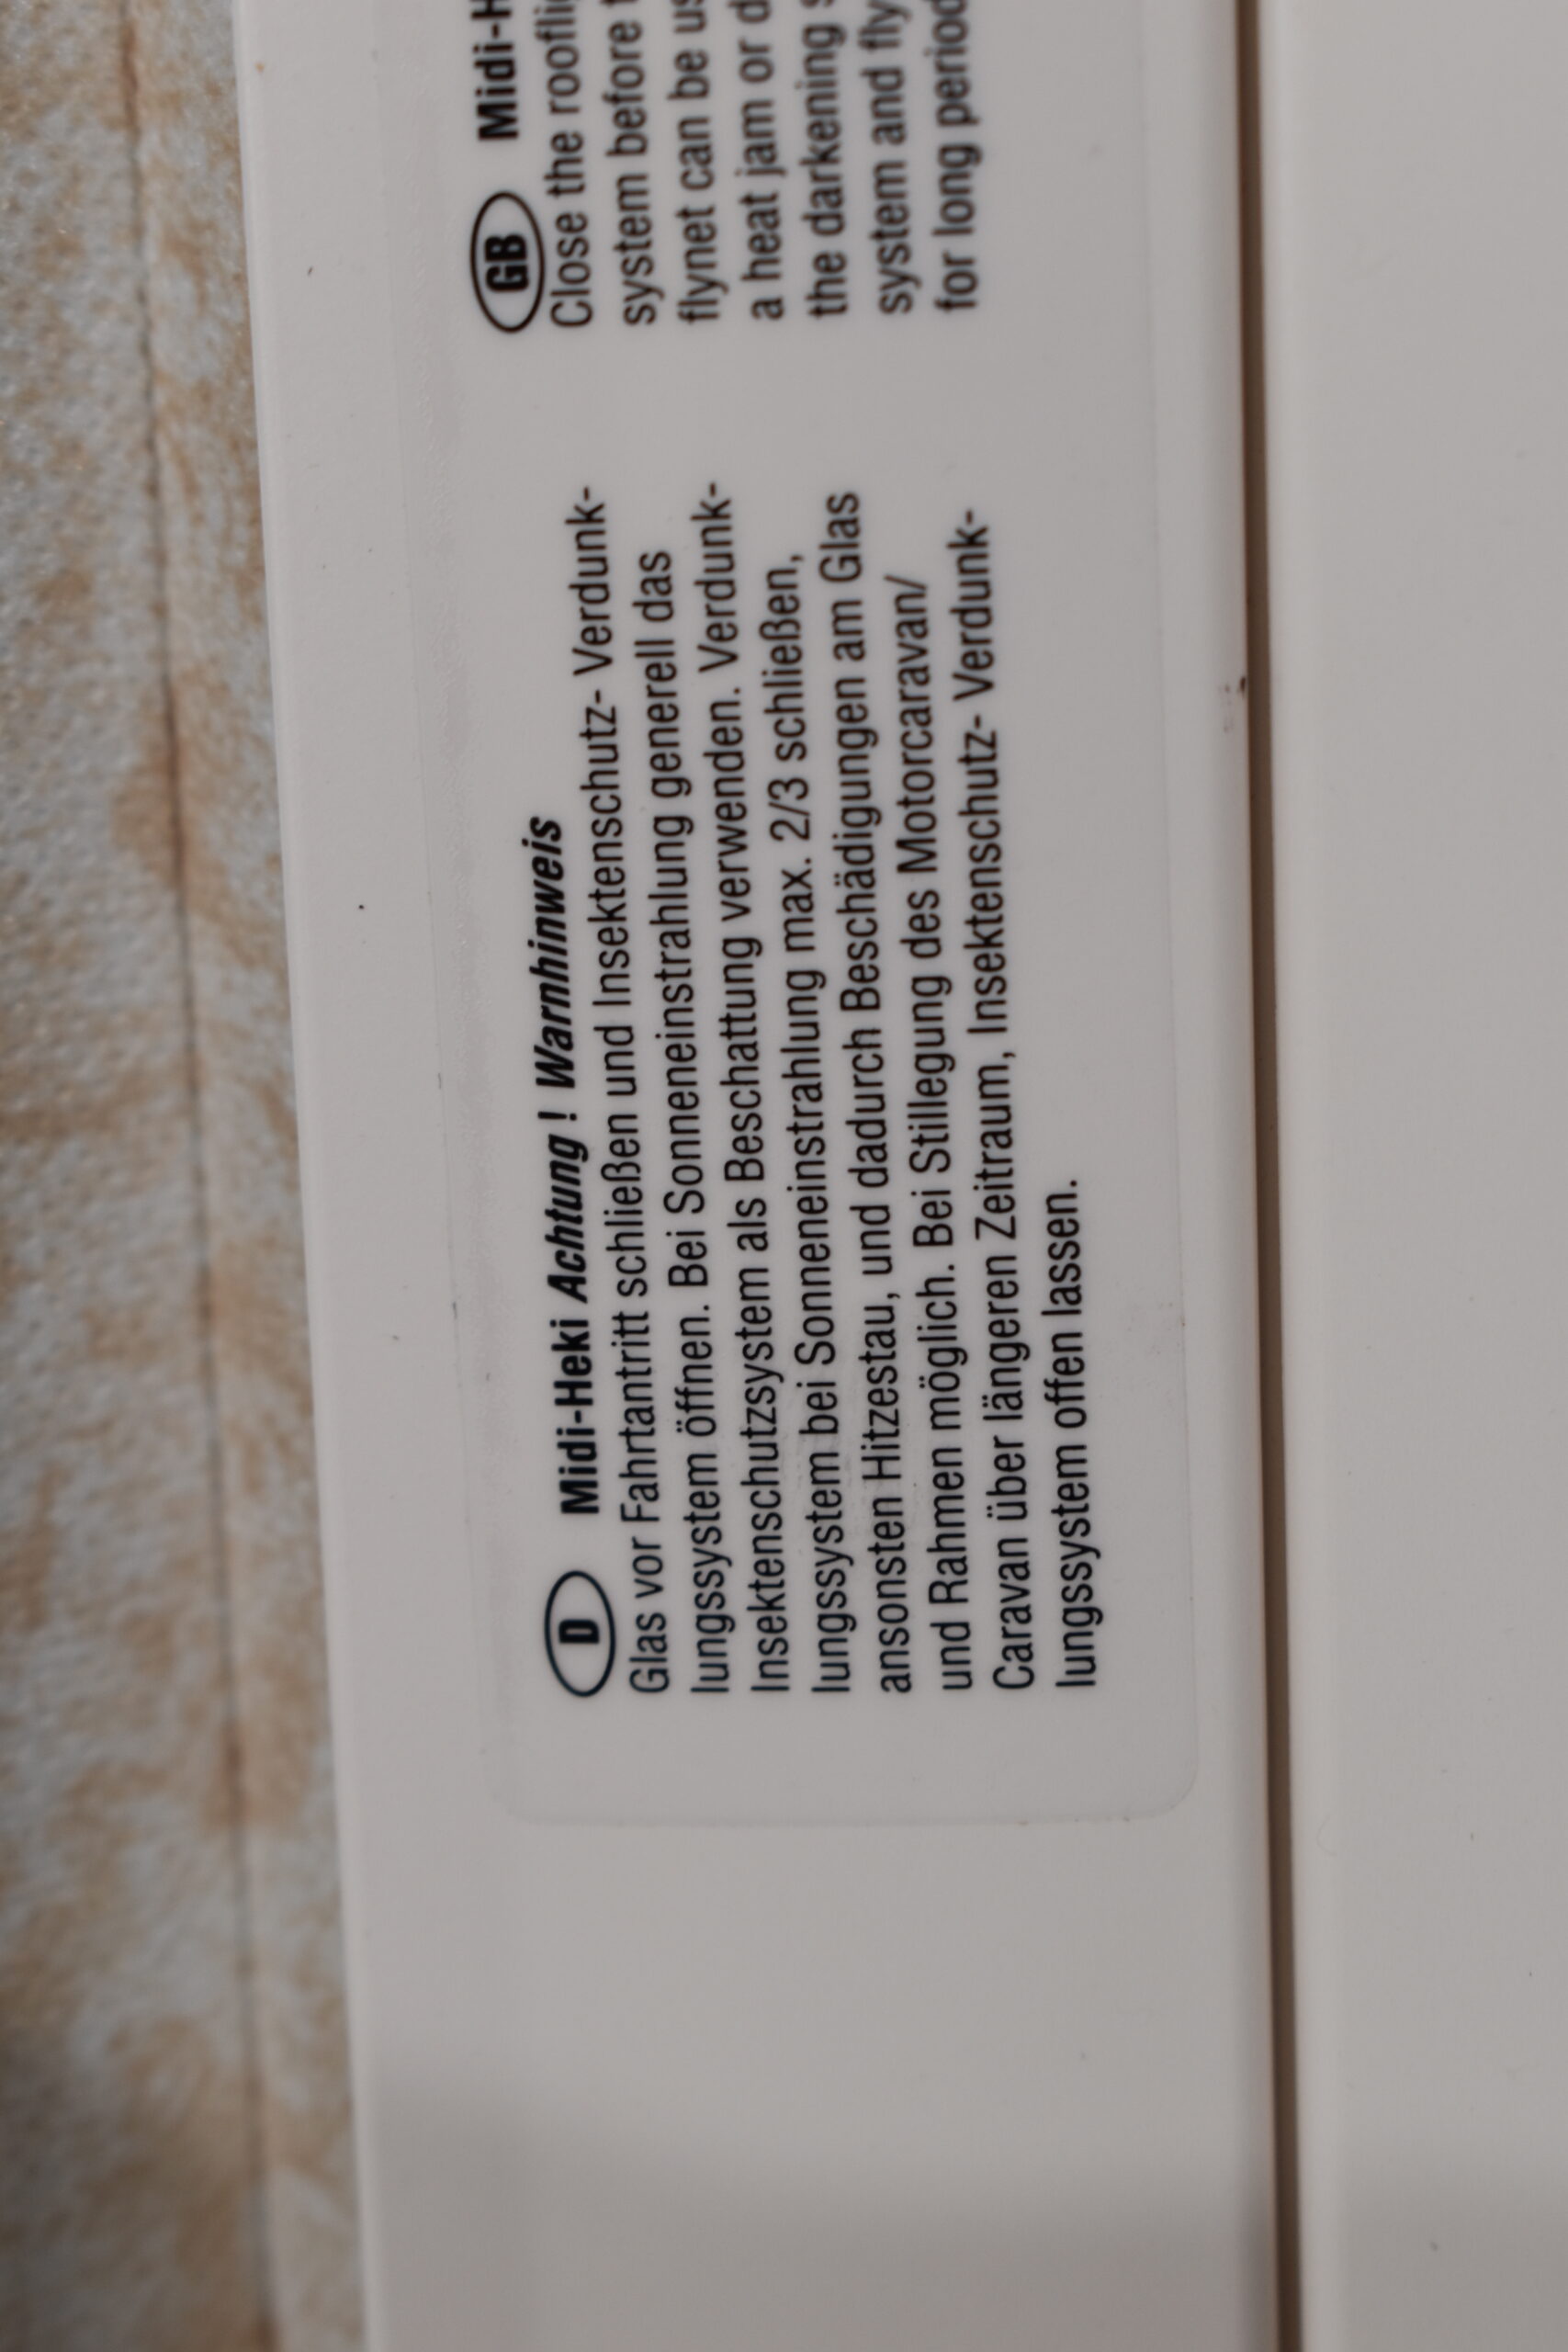 D Midi-Heki Achtung ! Warnhinweis
Glas vor Fahrtantritt schließen und Insektenschutz- Verdunk-
lungssystem öffnen. Bei Sonneneinstrahlung generell das
Insektenschutzsystem als Beschattung verwenden. Verdunk-
lungssystem bei Sonneneinstrahlung max. 2/3 schließen,
ansonsten Hitzestau, und dadurch Beschädigungen am Glas
und Rahmen möglich. Bei Stillegung des Motorcaravan/
Caravan über längeren Zeitraum, Insektenschutz- Verdunk-
lungssystem offen lassen.
GB Midi-H
Close the roofli
system before
flynet can be us
a heat jam or d
the darkening s
system and fly
for long period